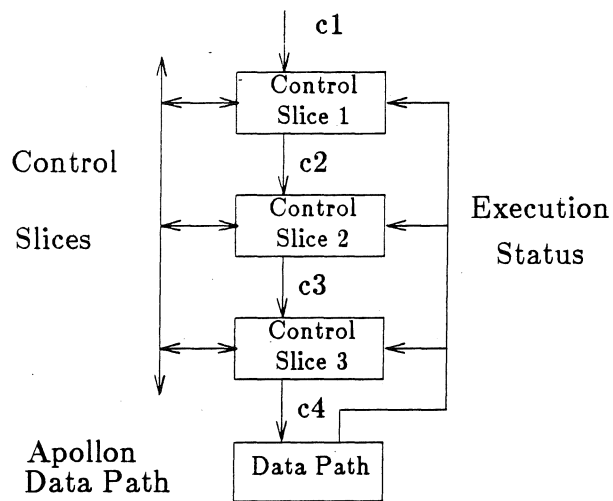 c1
Control
Slice 1
c2
Control
Slices
Control
Slice 2
Execution
Status
c3
Control
Slice 3
c4
Apollon
Data Path
Data Path